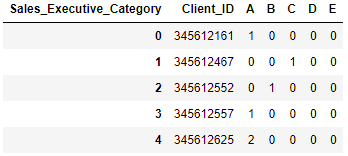 Sales_Executive_Category Client_ID A B C D E
0 345612161 1 0 0 0 0
1 345612467 0 0 1 0 0
2 345612552 0 1 0 0 0
3 345612557 1 0 0 0 0
4 345612625 2 0 0 0 0